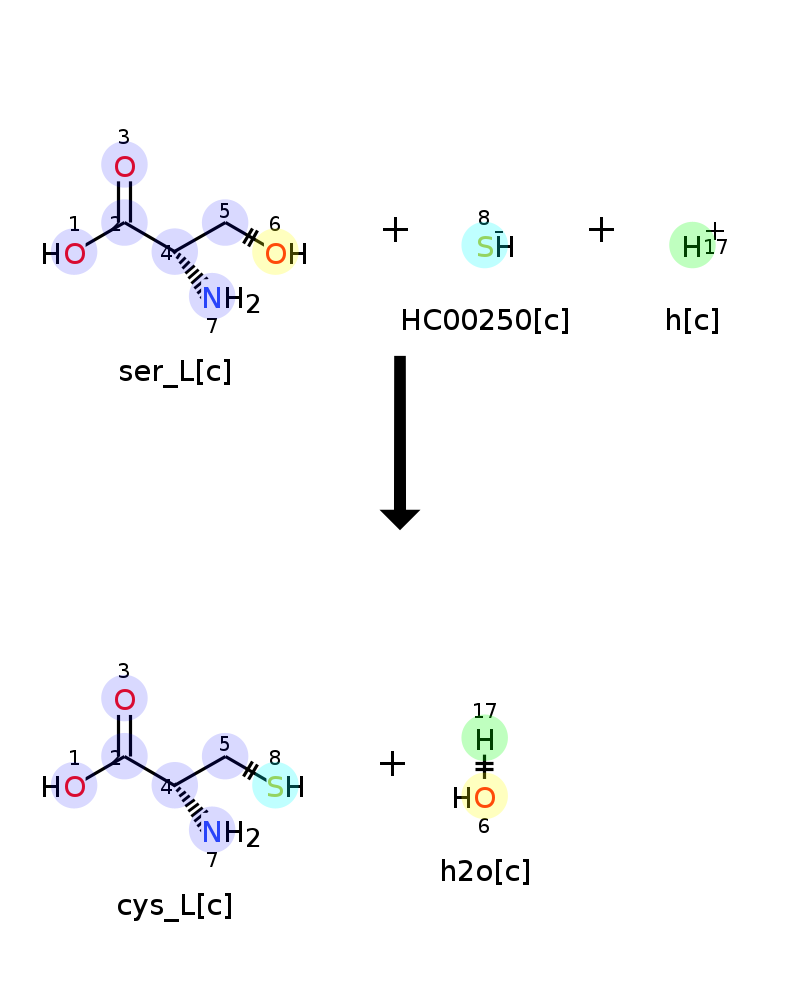 3
O
1 2 5 6
HO 4 OH
NH2
7
ser_L[c]
+
8
SH-
HC00250[c]
+
H+
17
h[c]
3
O
1 2 5 8
HO 4 SH
NH2
7
cys_L[c]
+
17
H
HO
6
h2o[c]